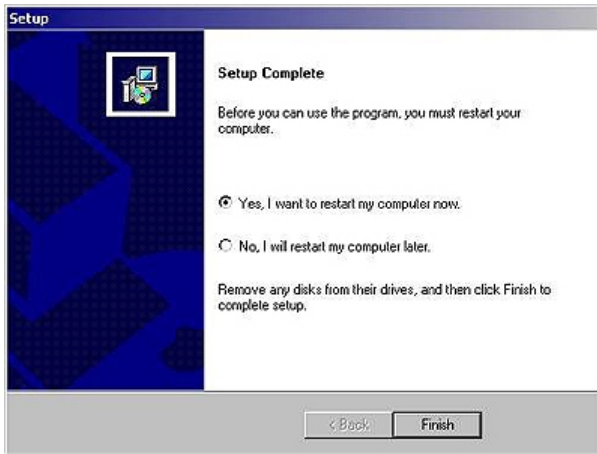 Setup
Setup Complete
Before you can use the program, you must restart your
computer.
Yes, I want to restart my computer now.
No, I will restart my computer later.
Remove any disks from their drives, and then click Finish to
complete setup.
< Back
Finish